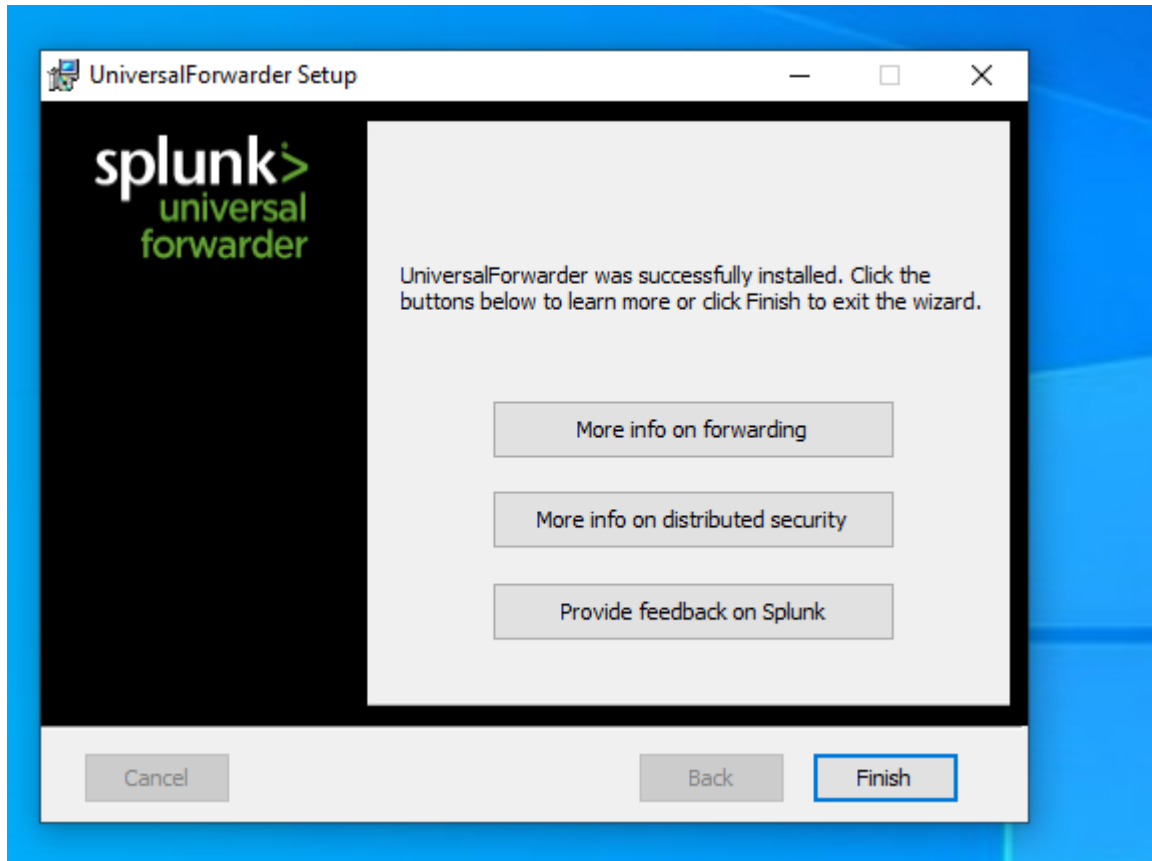 UniversalForwarder Setup
splunk>
universal
forwarder
UniversalForwarder was successfully installed. Click the
buttons below to learn more or click Finish to exit the wizard.
More info on forwarding
More info on distributed security
Provide feedback on Splunk
Cancel
Back
Finish